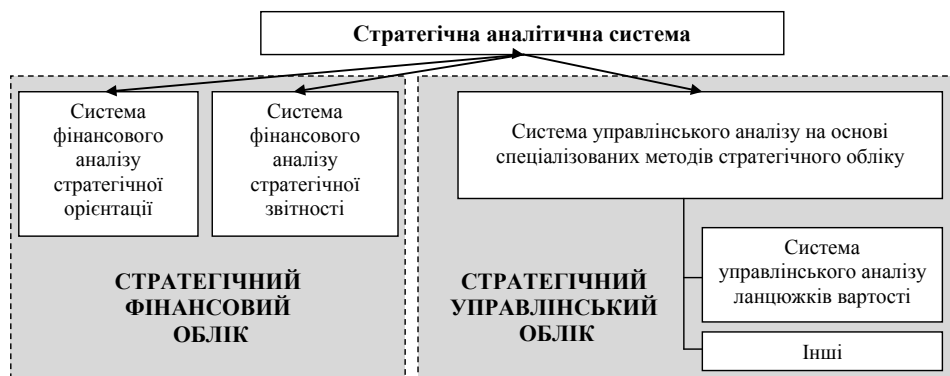 Стратегічна аналітична система
Система
фінансового
аналізу
стратегічної
орієнтації
Система
фінансового
аналізу
стратегічної
звітності
СТРАТЕГІЧНИЙ
ФІНАНСОВИЙ
ОБЛІК
Система управлінського аналізу на основі
спеціалізованих методів стратегічного обліку
СТРАТЕГІЧНИЙ
УПРАВЛІНСЬКИЙ
ОБЛІК
Система
управлінського аналізу
ланцюжків вартості
Інші